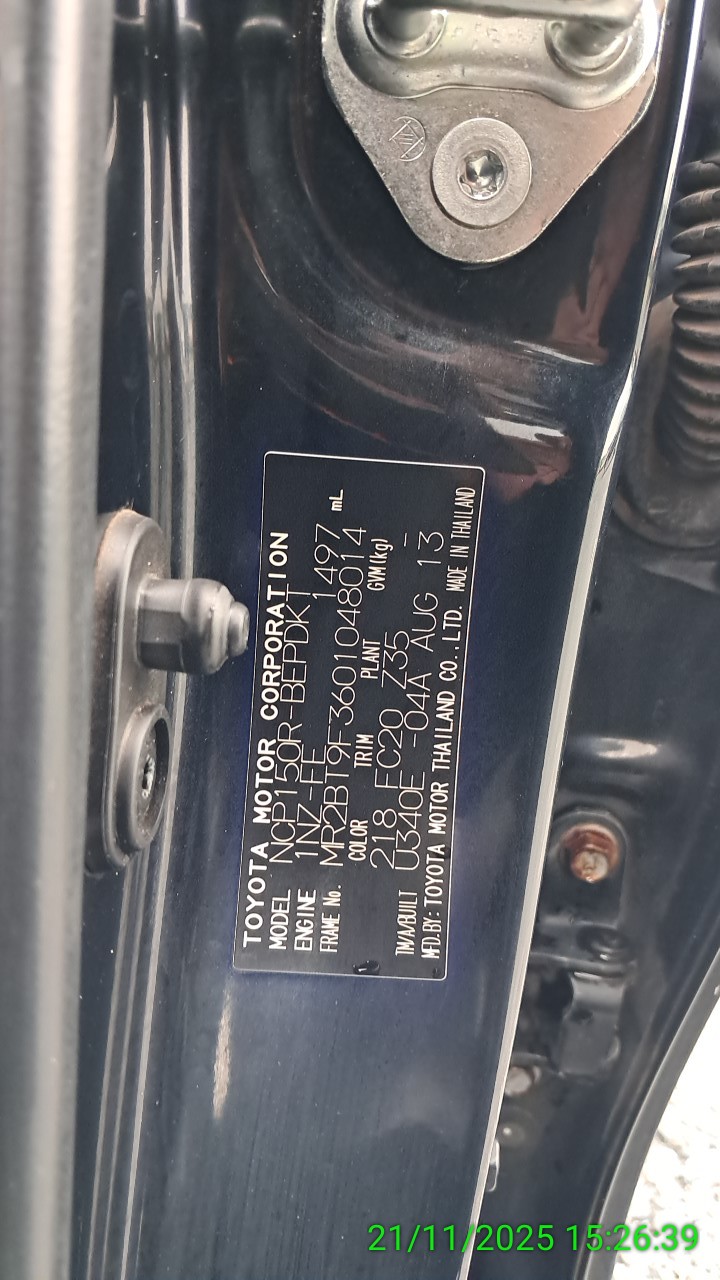 TOYOTA MOTOR CORPORATION
MODEL NCP150R-BEPDKT
ENGINE 1NZ-FE 1497 mL
FRAME No. MR2BT9F3601048014
COLOR TRIM PLANT GVM(kg)
218 FC20 Z35 -
TM/A/BUILT U340E -04A AUG 13
MFD.BY: TOYOTA MOTOR THAILAND CO.,LTD. MADE IN THAILAND
21/11/2025 15:26:39